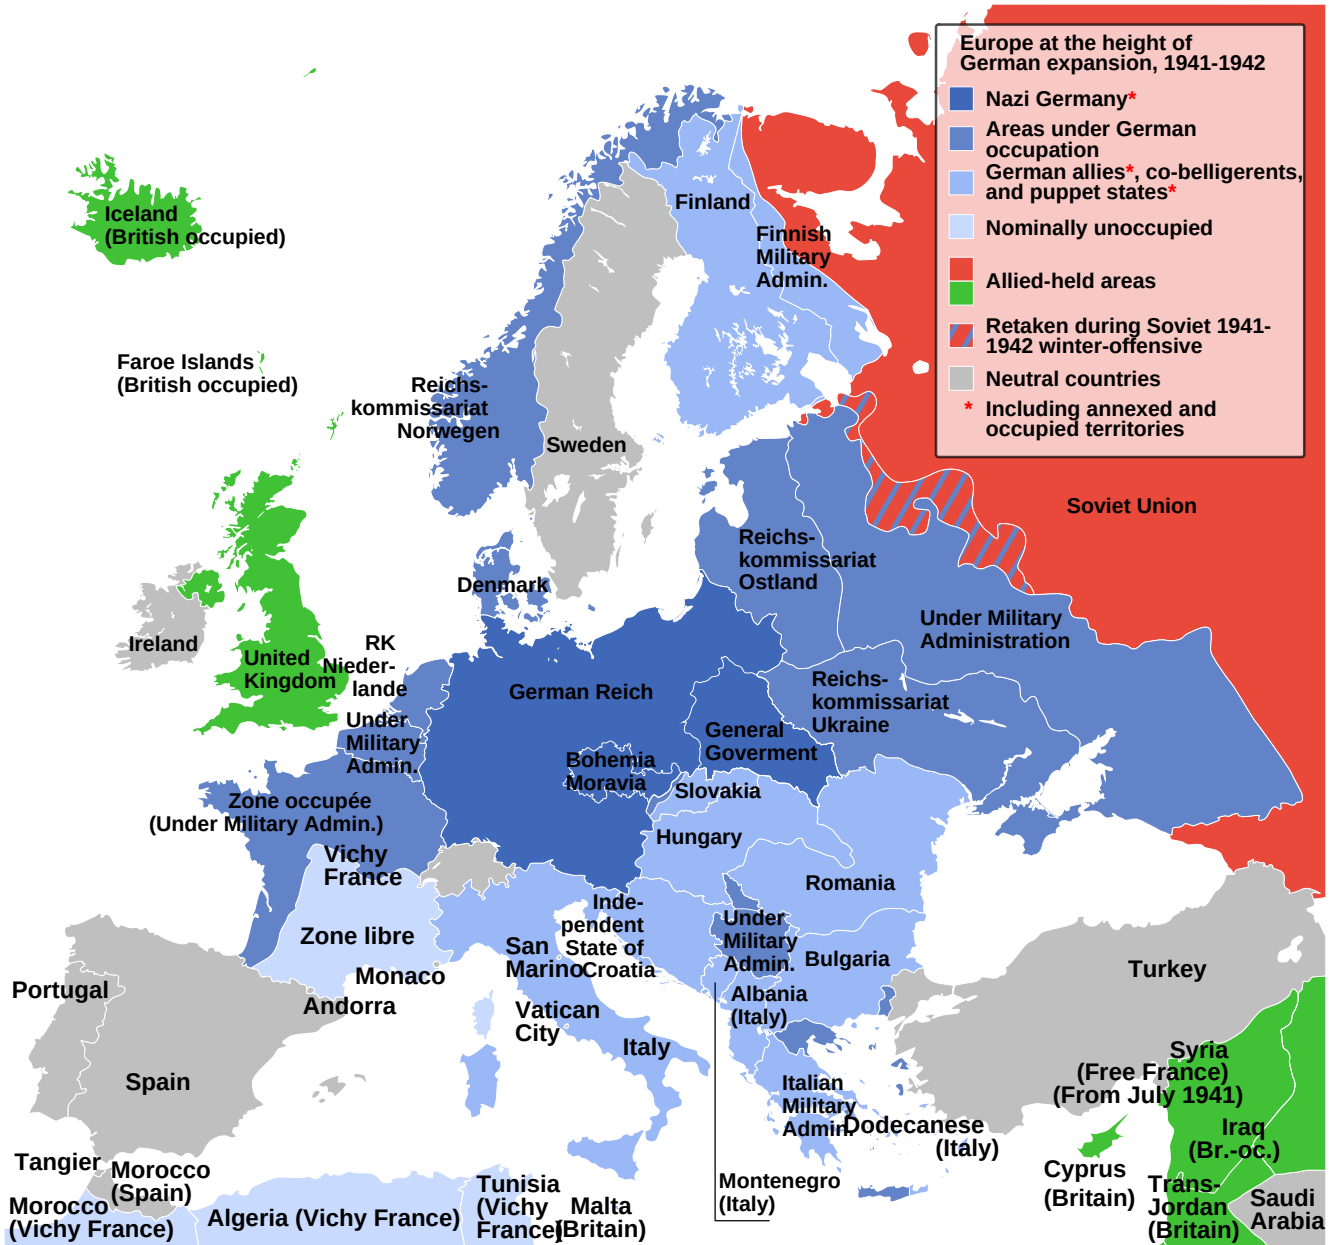 Europe at the height of
German expansion, 1941-1942
Nazi Germany*
Areas under German
occupation
German allies*, co-belligerents,
and puppet states*
Nominally unoccupied
Allied-held areas
Retaken during Soviet 1941-
1942 winter-offensive
Neutral countries
* Including annexed and
occupied territories
Iceland
(British occupied)
Finland
Finnish
Military
Admin.
Faroe Islands
(British occupied)
Reichs-
kommissariat
Norwegen
Sweden
Soviet Union
Reichs-
kommissariat
Ostland
Denmark
Under Military
Administration
Ireland
United
Kingdom
RK
Nieder-
lande
German Reich
Reichs-
kommissariat
Ukraine
Under
Military
Admin.
General
Goverment
Bohemia
Moravia
Slovakia
Zone occupée
(Under Military Admin.)
Hungary
Vichy
France
Romania
Inde-
pendent
State of
Croatia
Under
Military
Admin.
Zone libre
San
Marino
Bulgaria
Monaco
Turkey
Portugal
Andorra
Albania
(Italy)
Vatican
City
Italy
Syria
(Free France)
(From July 1941)
Spain
Italian
Military
Admin.
Dodecanese
(Italy)
Iraq
(Br.-oc.)
Tangier
Morocco
(Spain)
Cyprus
(Britain)
Tunisia
(Vichy
France)
Montenegro
(Italy)
Trans-
Jordan
(Britain)
Saudi
Arabia
Morocco
(Vichy France)
Algeria (Vichy France)
Malta
(Britain)